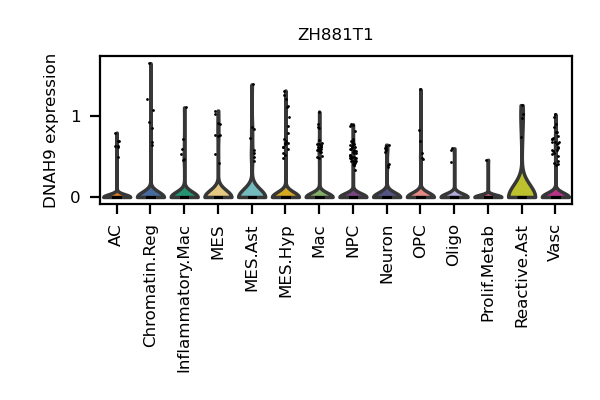 ZH881T1
DNAH9 expression
1
0
AC
Chromatin.Reg
Inflammatory.Mac
MES
MES.Ast
MES.Hyp
Mac
NPC
Neuron
OPC
Oligo
Prolif.Metab
Reactive.Ast
Vasc